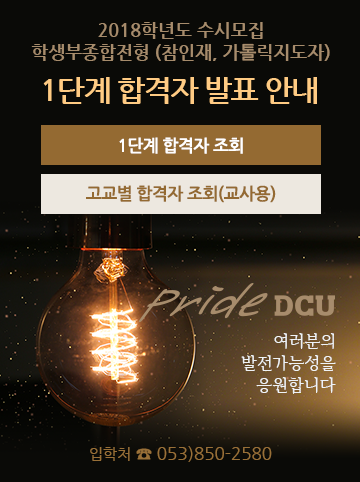 2018학년도 수시모집
학생부종합전형 (참인재, 가톨릭지도자)
1단계 합격자 발표 안내
1단계 합격자 조회
고교별 합격자 조회(교사용)
Pride DCU
여러분의
발전가능성을
응원합니다
입학처 ☎ 053)850-2580